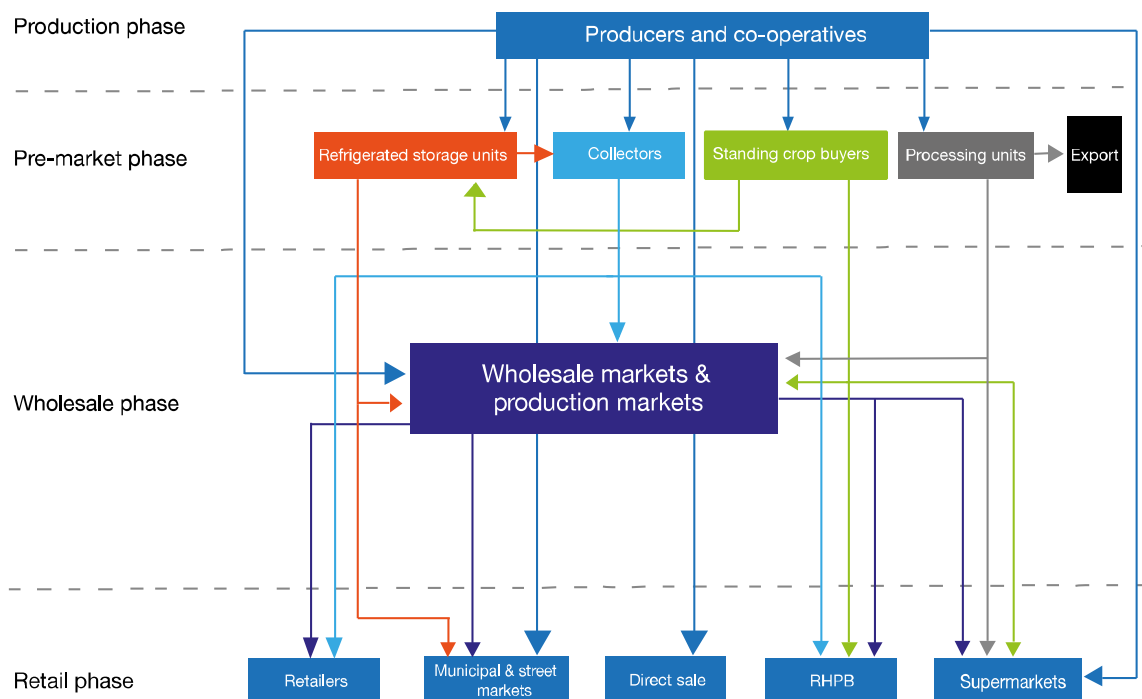 Production phase
Producers and co-operatives
Pre-market phase
Refrigerated storage units
Collectors
Standing crop buyers
Processing units
Export
Wholesale phase
Wholesale markets &
production markets
Retail phase
Retailers
Municipal & street
markets
Direct sale
RHPB
Supermarkets